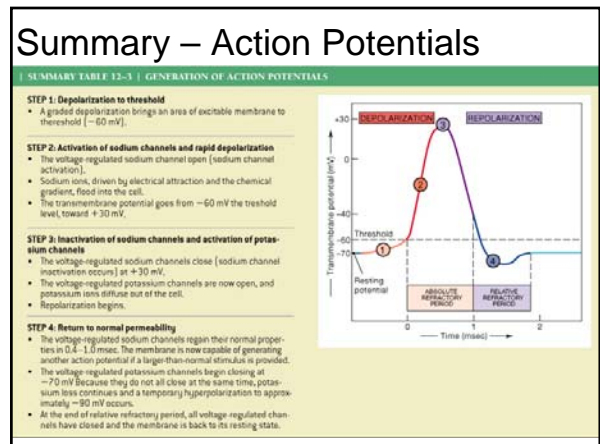 Summary – Action Potentials
| SUMMARY TABLE 12–3 | GENERATION OF ACTION POTENTIALS
STEP 1: Depolarization to threshold
• A graded depolarization brings an area of excitable membrane to
thereshold (−60 mV).
STEP 2: Activation of sodium channels and rapid depolarization
• The voltage-regulated sodium channel open (sodium channel
activation).
• Sodium ions, driven by electrical attraction and the chemical
gradient, flood into the cell.
• The transmembrane potential goes from −60 mV the treshold
level, toward +30 mV.
STEP 3: Inactivation of sodium channels and activation of potas-
sium channels
• The voltage-regulated sodium channels close (sodium channel
inactivation occurs) at +30 mV.
• The voltage-regulated potassium channels are now open, and
potassium ions diffuse out of the cell.
• Repolarization begins.
STEP 4: Return to normal permeability
• The voltage-regulated sodium channels regain their normal proper-
ties in 0.4–1.0 msec. The membrane is now capable of generating
another action potential if a larger-than-normal stimulus is provided.
• The voltage-regulated potassium channels begin closing at
−70 mV Because they do not all close at the same time, potas-
sium loss continues and a temporary hyperpolarization to approx-
imately −90 mV occurs.
• At the end of relative refractory period, all voltage-regulated chan-
nels have closed and the membrane is back to its resting state.
DEPOLARIZATION
REPOLARIZATION
+30
0
−40
−60
−70
Transmembrane potential (mV)
Threshold
Resting
potential
1
2
3
4
ABSOLUTE
REFRACTORY
PERIOD
RELATIVE
REFRACTORY
PERIOD
0
1
2
Time (msec)